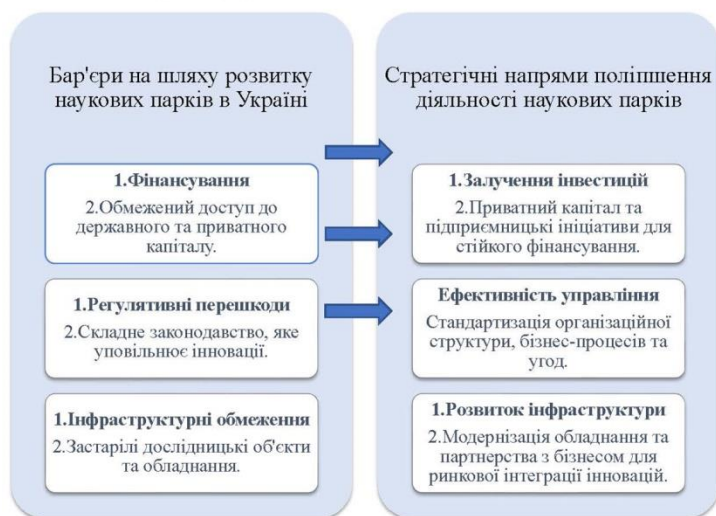 Бар'єри на шляху розвитку
наукових парків в Україні
1.Фінансування
2.Обмежений доступ до
державного та приватного
капіталу.
1.Регулятивні перешкоди
2.Складне законодавство, яке
уповільнює інновації.
1.Інфраструктурні обмеження
2.Застарілі дослідницькі об'єкти
та обладнання.
Стратегічні напрями поліпшення
діяльності наукових парків
1.Залучення інвестицій
2.Приватний капітал та
підприємницькі ініціативи для
стійкого фінансування.
Ефективність управління
Стандартизація організаційної
структури, бізнес-процесів та
угод.
1.Розвиток інфраструктури
2.Модернізація обладнання та
партнерства з бізнесом для
ринкової інтеграції інновацій.